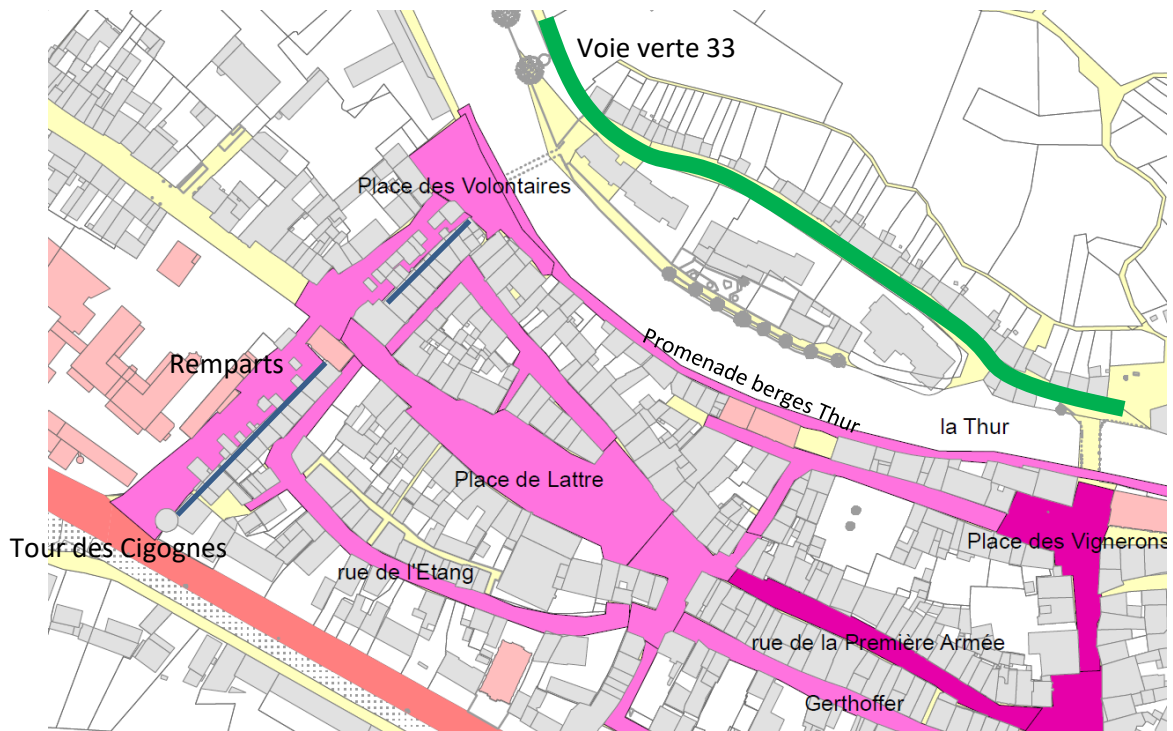 Voie verte 33
Place des Volontaires
Promenade berges Thur
Remparts
la Thur
Place de Lattre
Place des Vignerons
Tour des Cigognes
rue de l'Etang
rue de la Première Armée
Gerthoffer